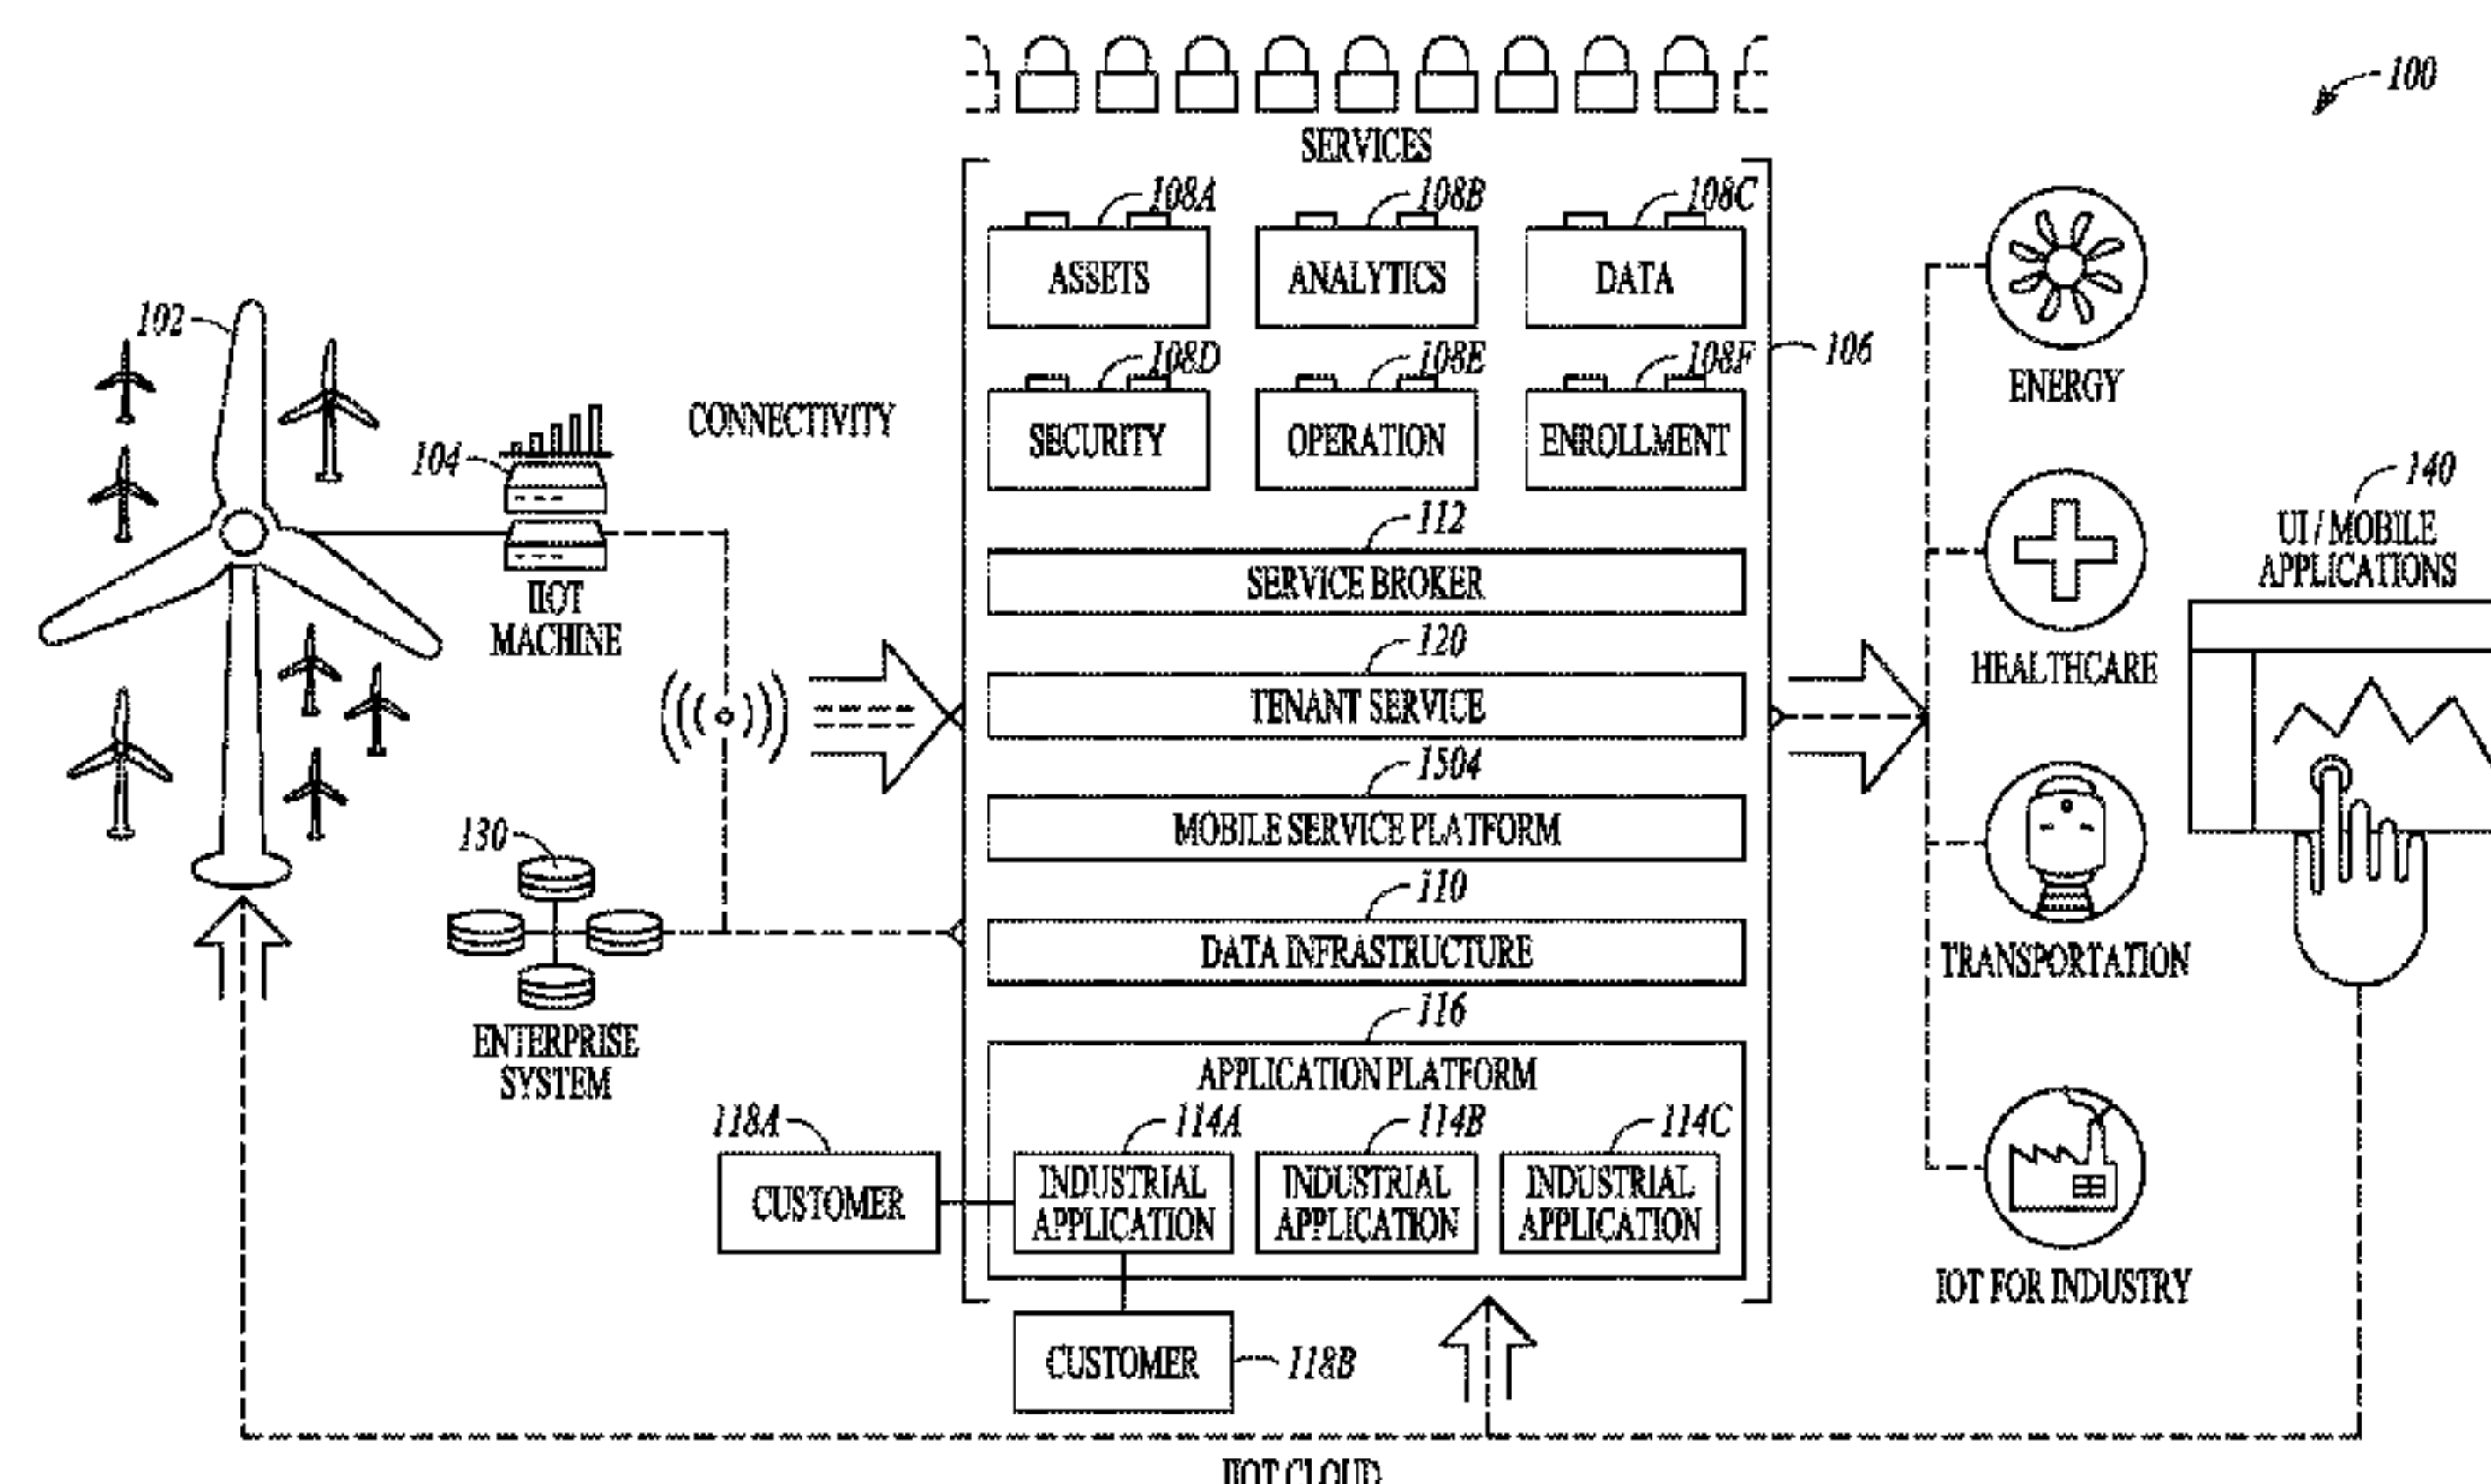 100
SERVICES
108A
108B
108C
ASSETS
ANALYTICS
DATA
102
108D
108E
108F
106
ENERGY
CONNECTIVITY
104
SECURITY
OPERATION
ENROLLMENT
140
UI / MOBILE
APPLICATIONS
112
SERVICE BROKER
IIOT
MACHINE
120
HEALTHCARE
TENANT SERVICE
1504
MOBILE SERVICE PLATFORM
130
110
DATA INFRASTRUCTURE
TRANSPORTATION
116
ENTERPRISE
SYSTEM
APPLICATION PLATFORM
118A
114A
114B
114C
CUSTOMER
INDUSTRIAL
APPLICATION
INDUSTRIAL
APPLICATION
INDUSTRIAL
APPLICATION
IOT FOR INDUSTRY
CUSTOMER
118B
IIOT CLOUD